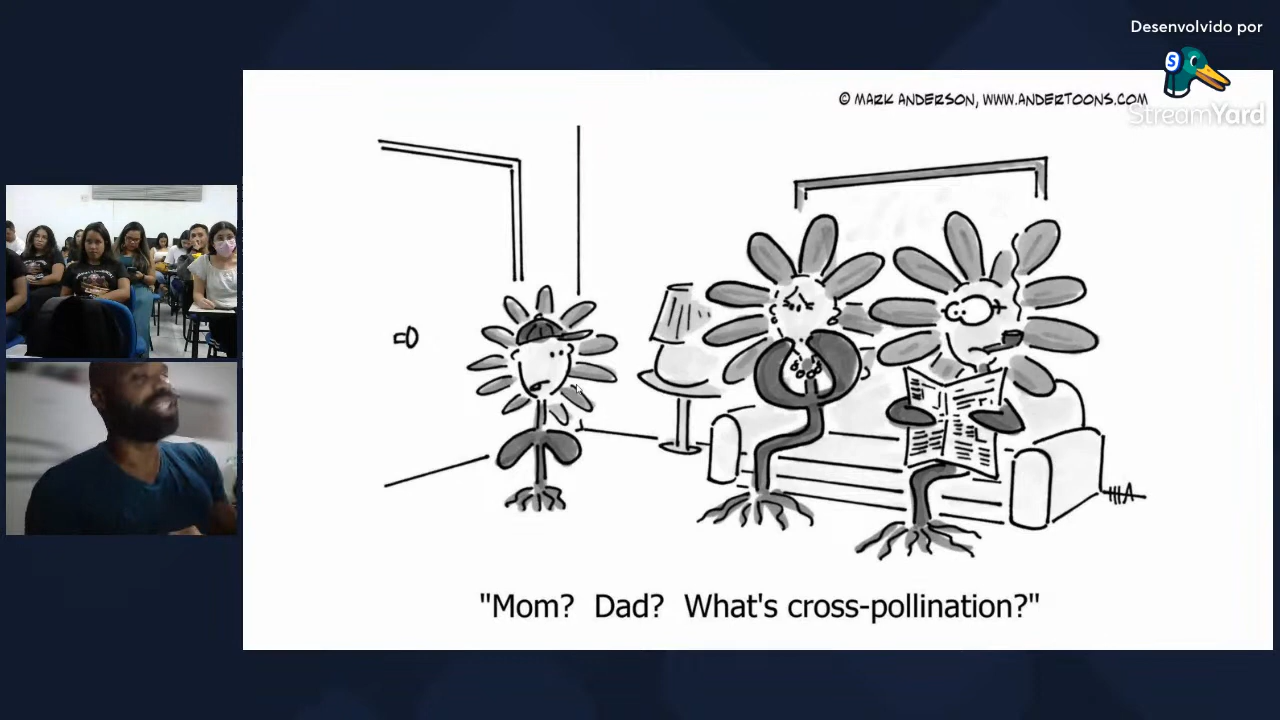 Desenvolvido por
S
StreamYard
© MARK ANDERSON, WWW.ANDERTOONS.COM
"Mom? Dad? What's cross-pollination?"